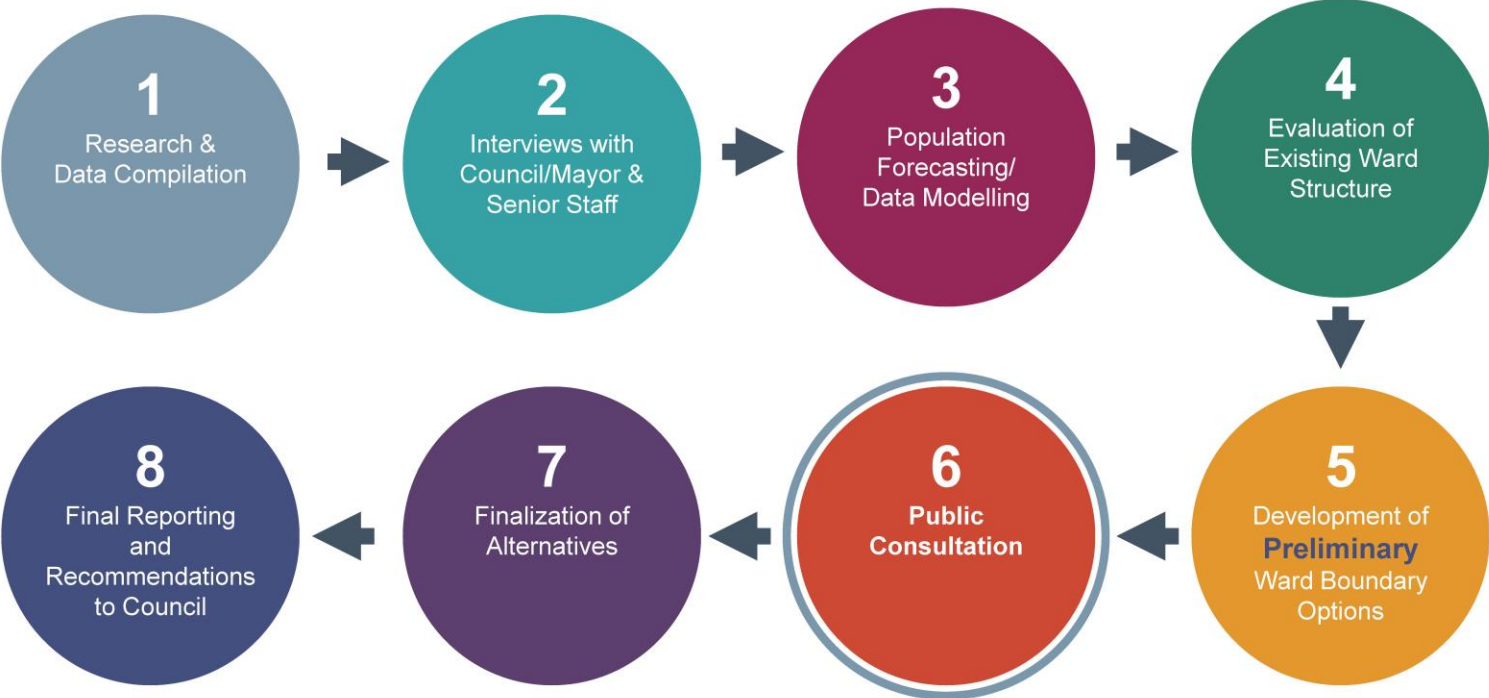 1
Research &
Data Compilation
2
Interviews with
Council/Mayor &
Senior Staff
3
Population
Forecasting/
Data Modelling
4
Evaluation of
Existing Ward
Structure
5
Development of
Preliminary
Ward Boundary
Options
6
Public
Consultation
7
Finalization of
Alternatives
8
Final Reporting
and
Recommendations
to Council